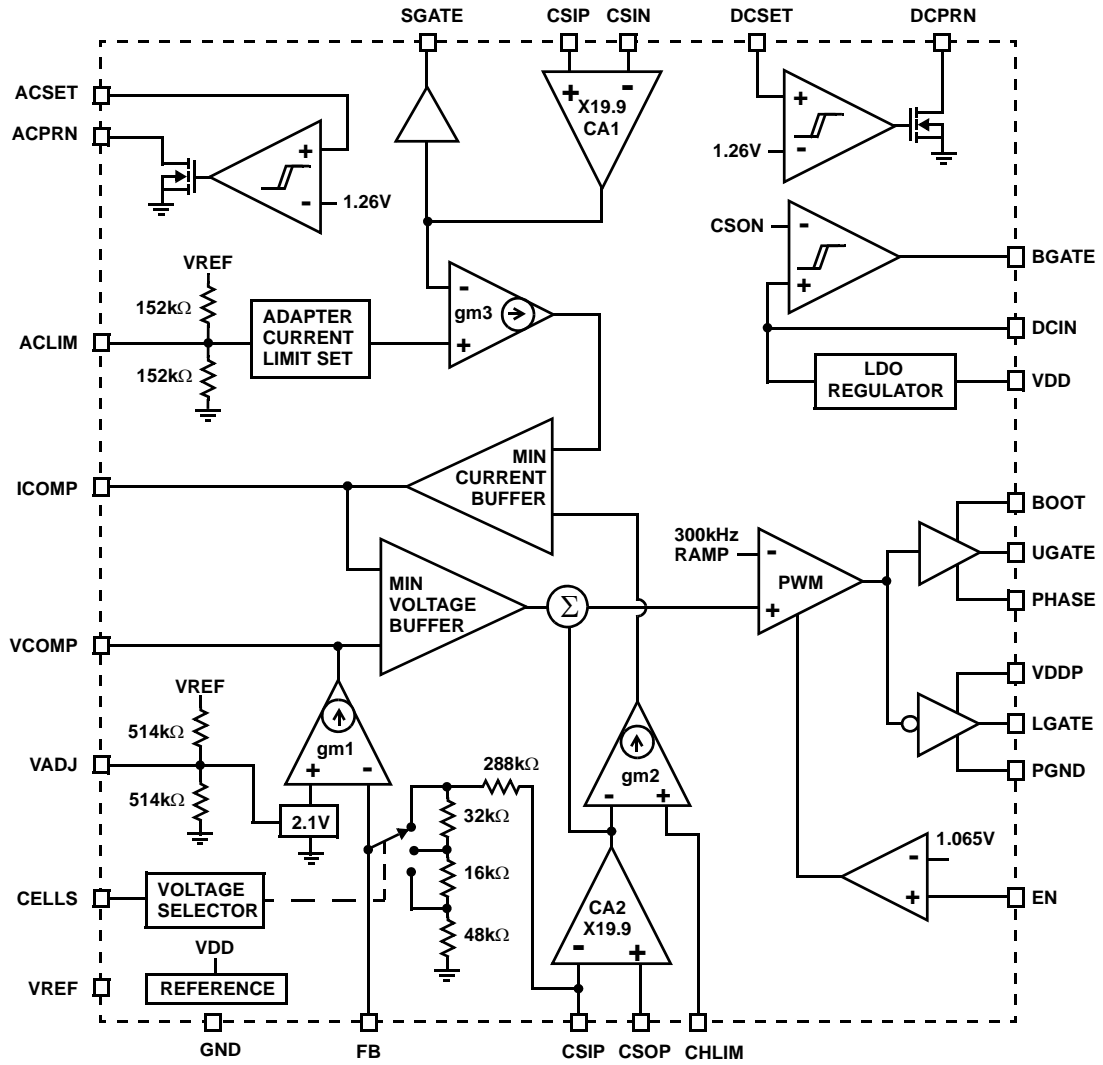 SGATE
CSIP
CSIN
DCSET
DCPRN
ACSET
ACPRN
+
-
1.26V
+
-
X19.9
CA1
+
-
1.26V
CSON
-
+
BGATE
VREF
152kΩ
152kΩ
ACLIM
ADAPTER
CURRENT
LIMIT SET
-
gm3
+
DCIN
LDO
REGULATOR
VDD
MIN
CURRENT
BUFFER
ICOMP
MIN
VOLTAGE
BUFFER
Σ
300kHz
RAMP
-
PWM
+
BOOT
UGATE
PHASE
VCOMP
VREF
514kΩ
514kΩ
VADJ
gm1
+
-
2.1V
288kΩ
32kΩ
16kΩ
48kΩ
gm2
-
+
VDDP
LGATE
PGND
1.065V
-
+
EN
CELLS
VOLTAGE
SELECTOR
CA2
X19.9
-
+
VDD
REFERENCE
VREF
GND
FB
CSIP
CSOP
CHLIM